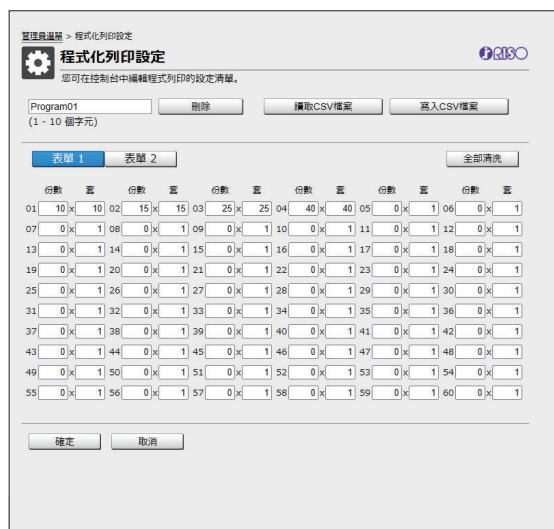 管理員選單 > 程式化列印設定
程式化列印設定
RISO
您可在控制台中編輯程式列印的設定清單。
Program01 刪除 讀取CSV檔案 寫入CSV檔案
(1 - 10 個字元)
表單 1 表單 2 全部清洗
份數 套 份數 套 份數 套 份數 套 份數 套 份數 套
01 10 x 10 02 15 x 15 03 25 x 25 04 40 x 40 05 0 x 1 06 0 x 1
07 0 x 1 08 0 x 1 09 0 x 1 10 0 x 1 11 0 x 1 12 0 x 1
13 0 x 1 14 0 x 1 15 0 x 1 16 0 x 1 17 0 x 1 18 0 x 1
19 0 x 1 20 0 x 1 21 0 x 1 22 0 x 1 23 0 x 1 24 0 x 1
25 0 x 1 26 0 x 1 27 0 x 1 28 0 x 1 29 0 x 1 30 0 x 1
31 0 x 1 32 0 x 1 33 0 x 1 34 0 x 1 35 0 x 1 36 0 x 1
37 0 x 1 38 0 x 1 39 0 x 1 40 0 x 1 41 0 x 1 42 0 x 1
43 0 x 1 44 0 x 1 45 0 x 1 46 0 x 1 47 0 x 1 48 0 x 1
49 0 x 1 50 0 x 1 51 0 x 1 52 0 x 1 53 0 x 1 54 0 x 1
55 0 x 1 56 0 x 1 57 0 x 1 58 0 x 1 59 0 x 1 60 0 x 1
確定 取消